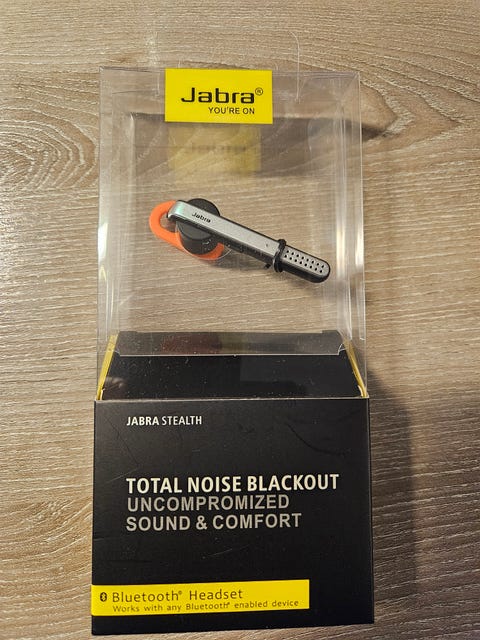 Jabra®
YOU'RE ON
Jabra
JABRA STEALTH
TOTAL NOISE BLACKOUT
UNCOMPROMIZED
SOUND & COMFORT
Bluetooth® Headset
Works with any Bluetooth® enabled device